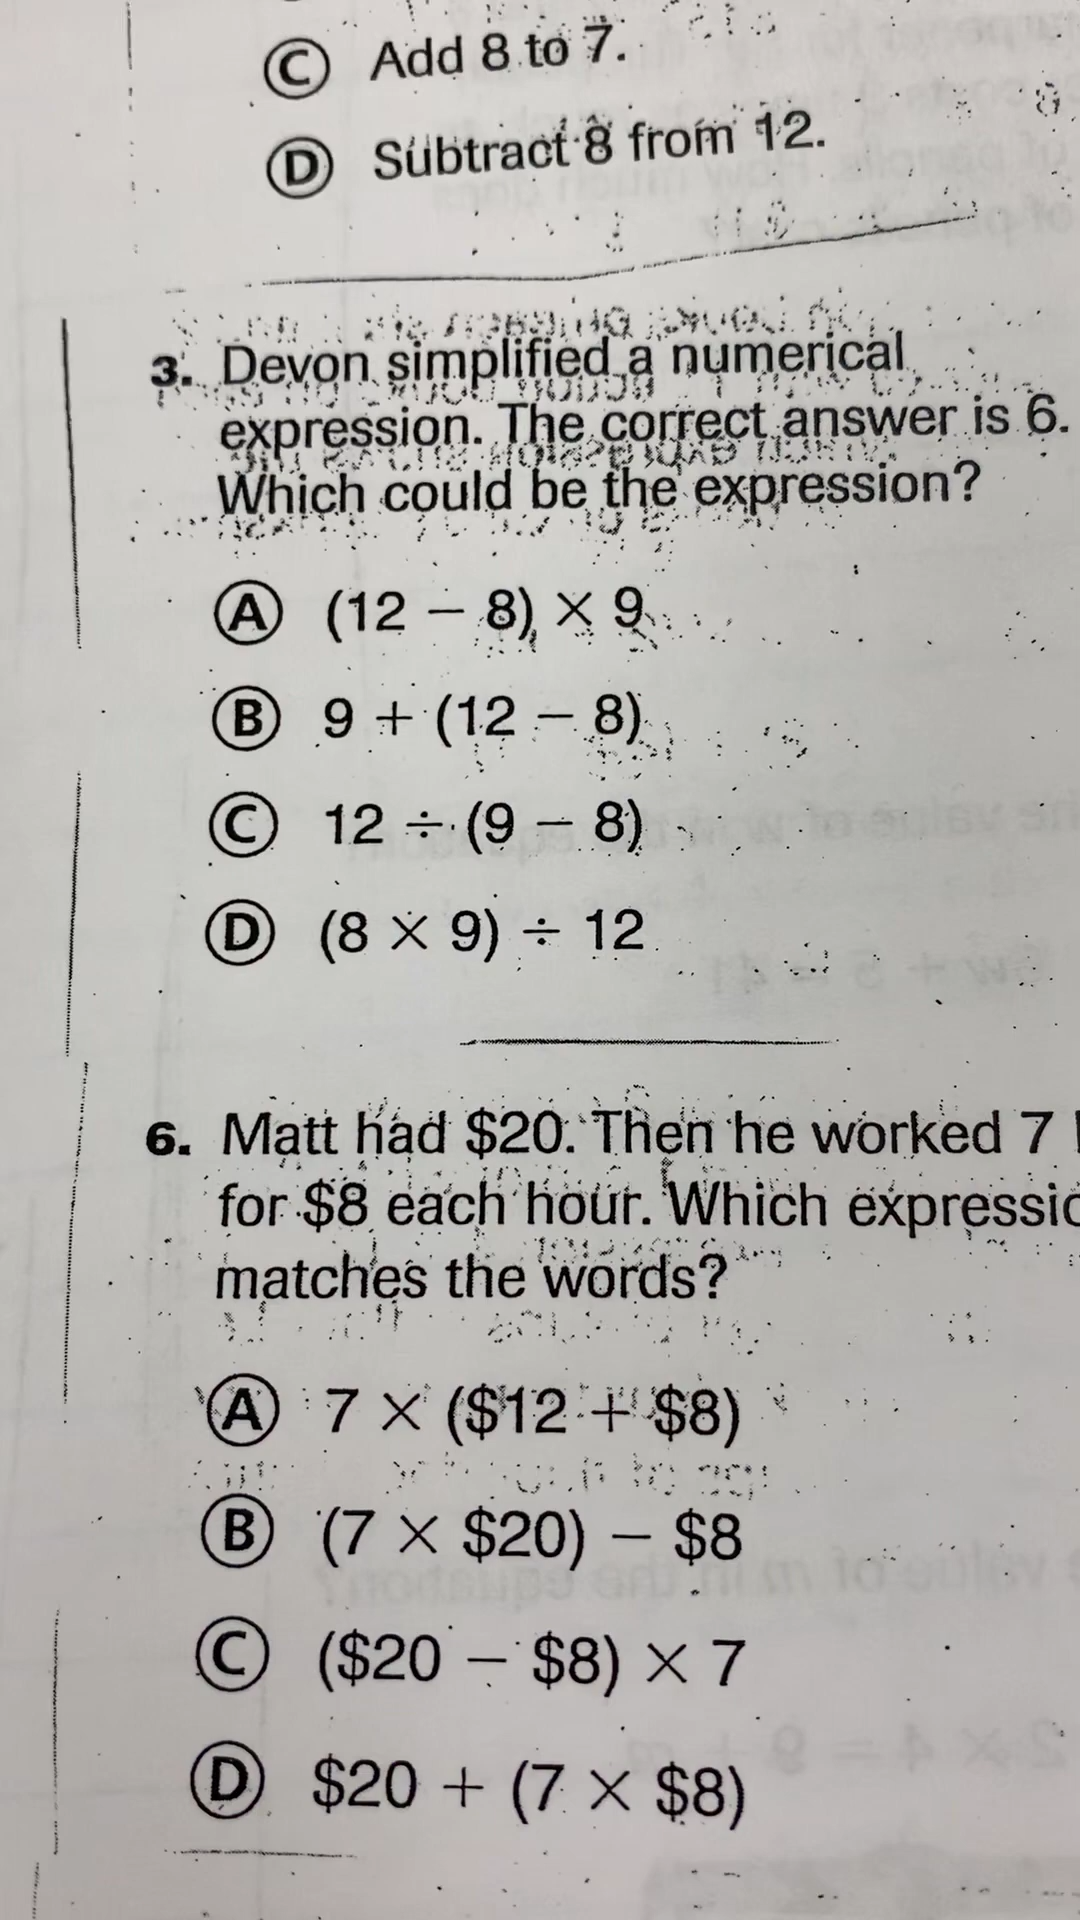 C Add 8 to 7.
D Subtract 8 from 12.
3. Devon simplified a numerical
expression. The correct answer is 6.
Which could be the expression?
A (12 − 8) × 9
B 9 + (12 − 8)
C 12 ÷ (9 − 8)
D (8 × 9) ÷ 12
6. Matt had $20. Then he worked 7
for $8 each hour. Which expressio
matches the words?
A 7 × ($12 + $8)
B (7 × $20) − $8
C ($20 − $8) × 7
D $20 + (7 × $8)